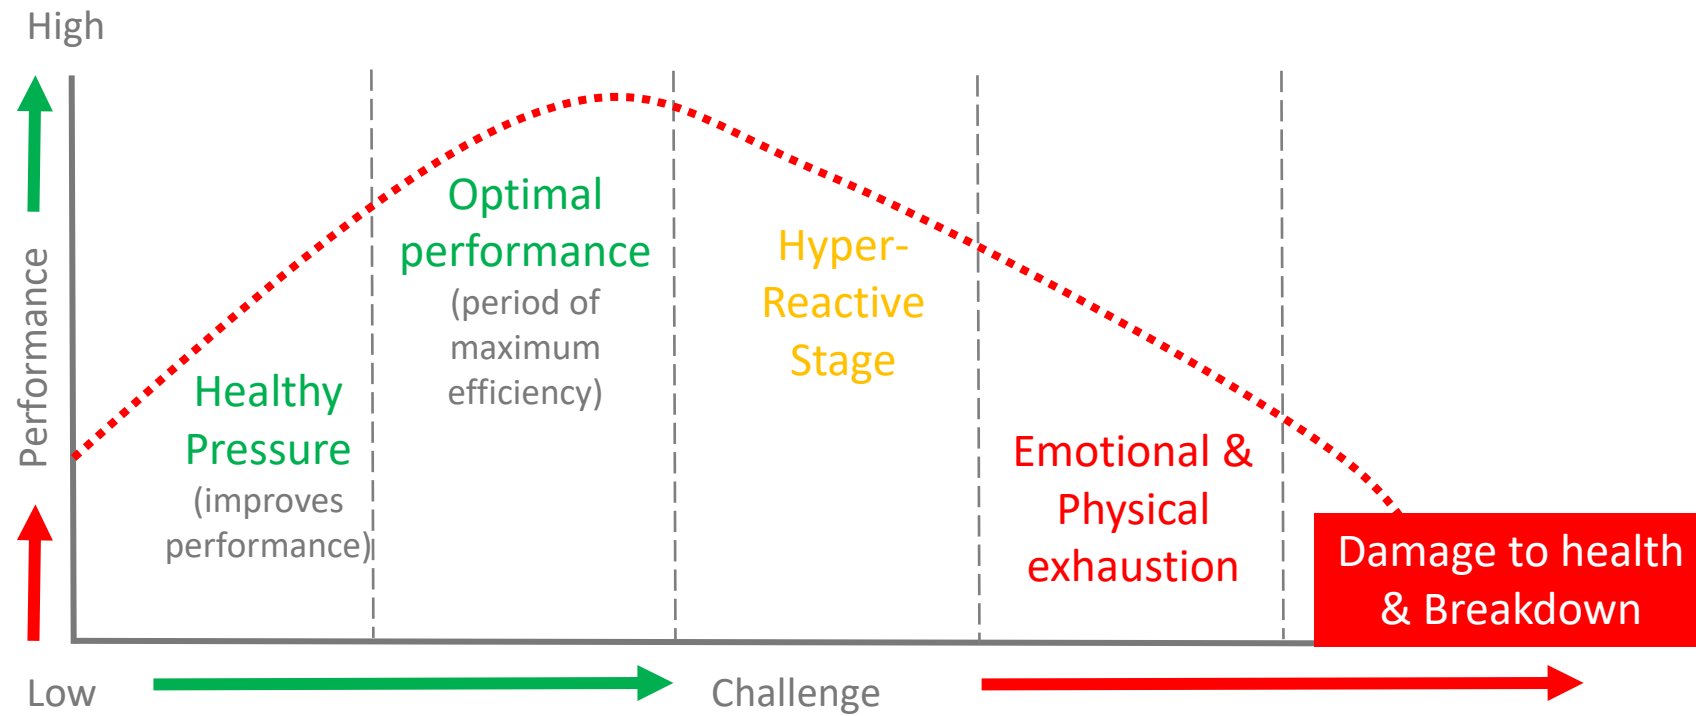 High
Performance
Healthy
Pressure
(improves
performance)
Optimal
performance
(period of
maximum
efficiency)
Hyper-
Reactive
Stage
Emotional &
Physical
exhaustion
Damage to health
& Breakdown
Low
Challenge